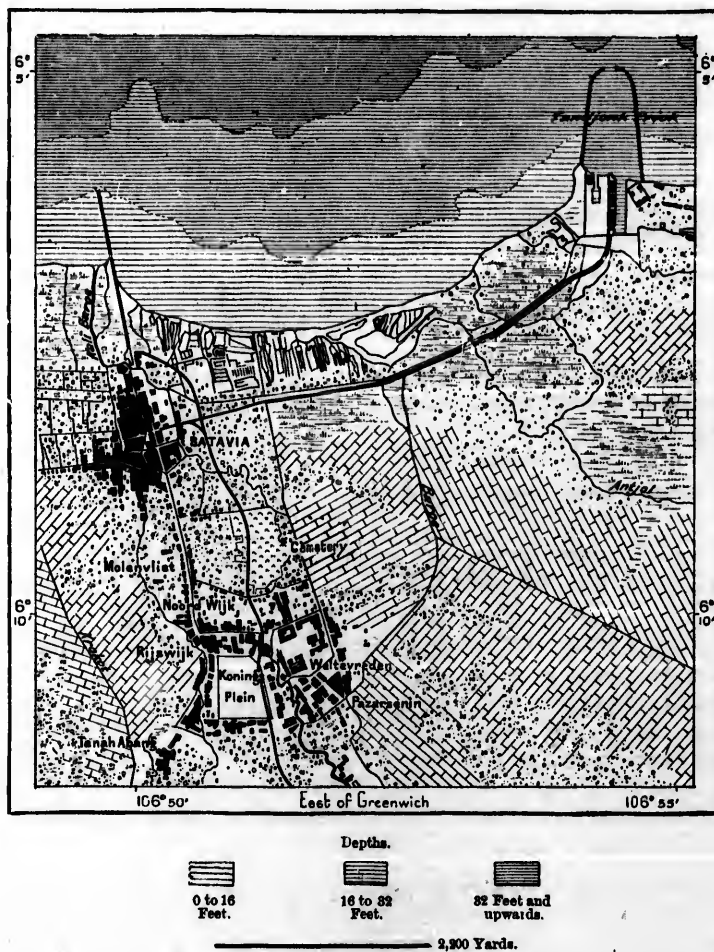 6°
5'
6°
5'
BATAVIA
Antjol
Cemetery
Molenvliet
6°
10'
6°
10'
Noord Wijk
Rijswijk
Weltevreden
Koning
Plein
Pazarsenin
Tanah Abang
106° 50'
East of Greenwich
106° 55'
Depths.
0 to 16
Feet.
16 to 32
Feet.
32 Feet and
upwards.
2,200 Yards.